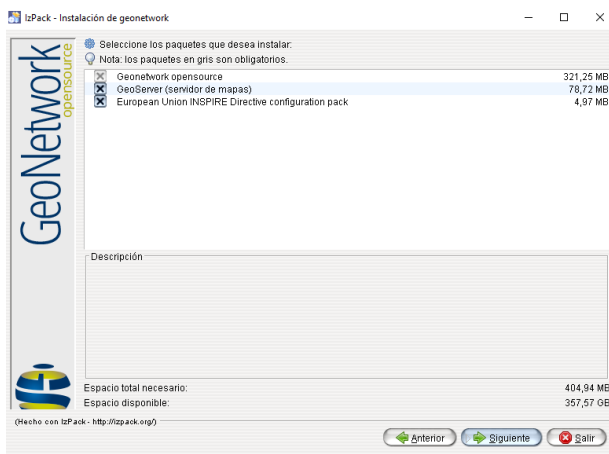 IzPack - Instalación de geonetwork
GeoNetwork
opensource
Seleccione los paquetes que desea instalar:
Nota: los paquetes en gris son obligatorios.
Geonetwork opensource 321,25 MB
GeoServer (servidor de mapas) 78,72 MB
European Union INSPIRE Directive configuration pack 4,97 MB
Descripción
Espacio total necesario: 404,94 MB
Espacio disponible: 357,57 GB
(Hecho con IzPack - http://izpack.org/)
Anterior Siguiente Salir